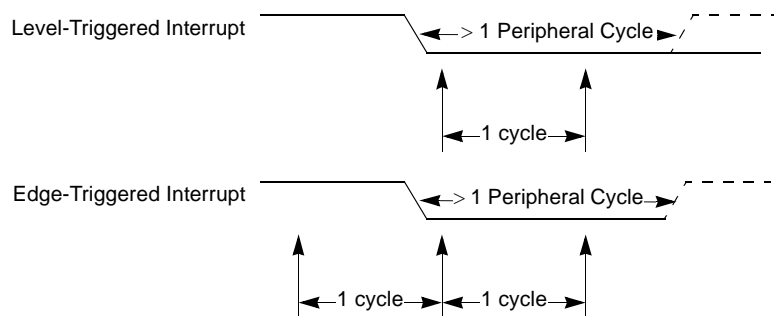 Level-Triggered Interrupt
> 1 Peripheral Cycle
1 cycle
Edge-Triggered Interrupt
> 1 Peripheral Cycle
1 cycle
1 cycle